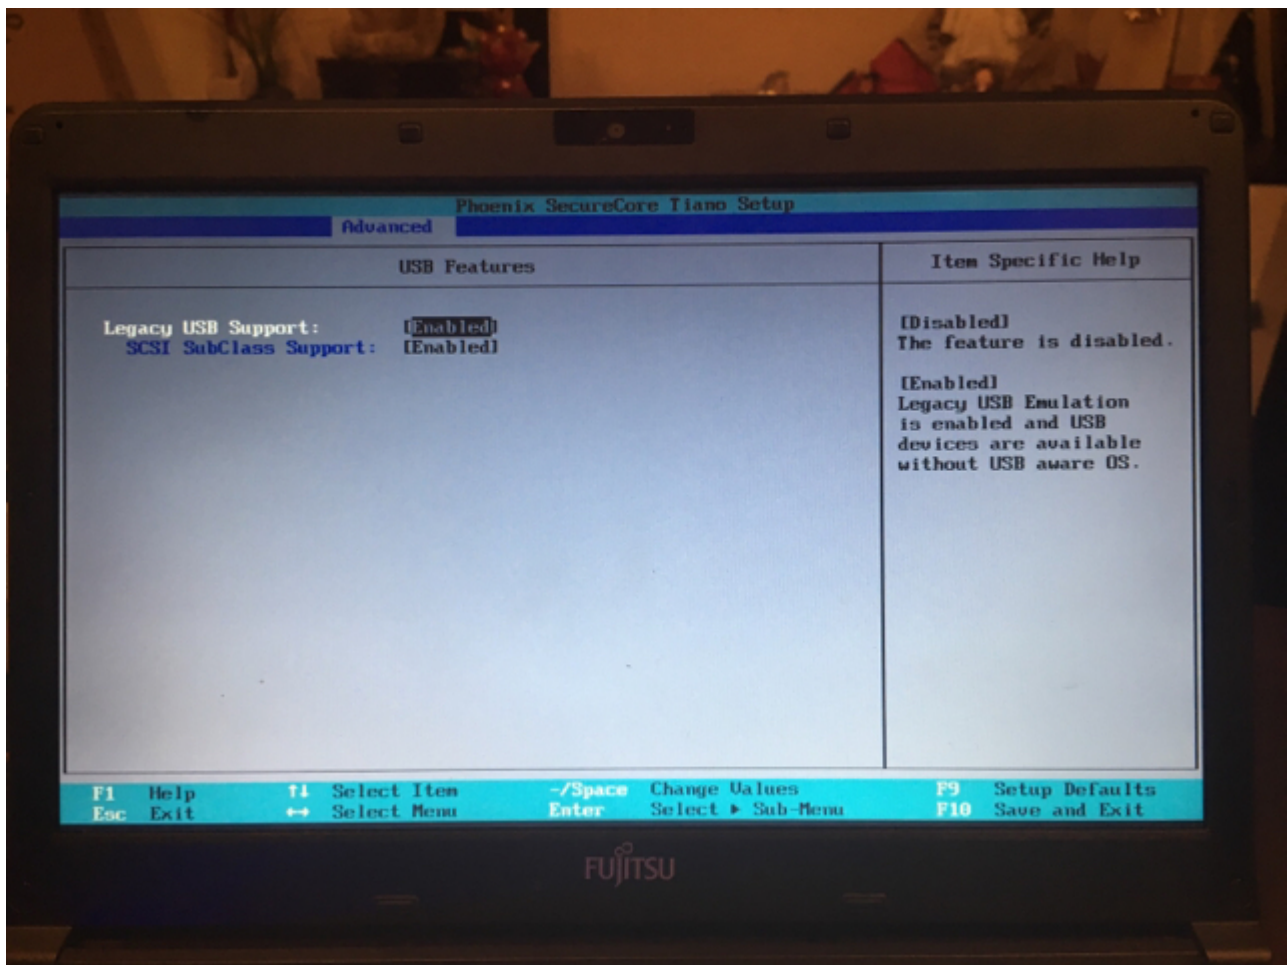 Phoenix SecureCore Tiano Setup
Advanced
USB Features
Legacy USB Support: [Enabled]
SCSI SubClass Support: [Enabled]
Item Specific Help
[Disabled]
The feature is disabled.
[Enabled]
Legacy USB Emulation
is enabled and USB
devices are available
without USB aware OS.
F1 Help ↑↓ Select Item -/Space Change Values F9 Setup Defaults
Esc Exit ↔ Select Menu Enter Select ▶ Sub-Menu F10 Save and Exit
FUJITSU